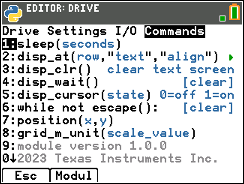 EDITOR: DRIVE
Drive Settings I/O Commands
1:sleep(seconds)
2:disp_at(row,"text","align") ▸
3:disp_clr() clear text screen
4:disp_wait() [clear]
5:disp_cursor(state) 0=off 1=on
6:while not escape(): [clear]
7:position(x,y)
8:grid_m_unit(scale_value)
9:module version 1.0.0
0↓2023 Texas Instruments Inc.
Esc Modul